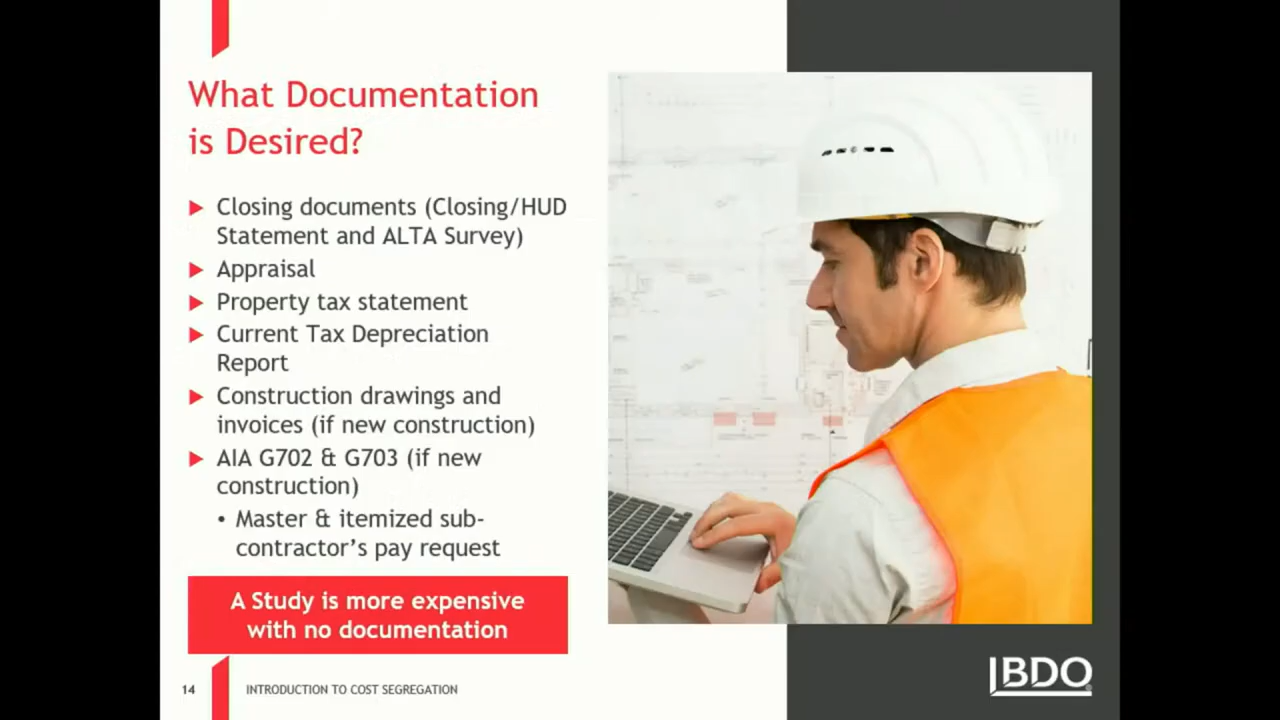 What Documentation
is Desired?
Closing documents (Closing/HUD
Statement and ALTA Survey)
Appraisal
Property tax statement
Current Tax Depreciation
Report
Construction drawings and
invoices (if new construction)
AIA G702 & G703 (if new
construction)
• Master & itemized sub-
contractor's pay request
A Study is more expensive
with no documentation
14 INTRODUCTION TO COST SEGREGATION
BDO